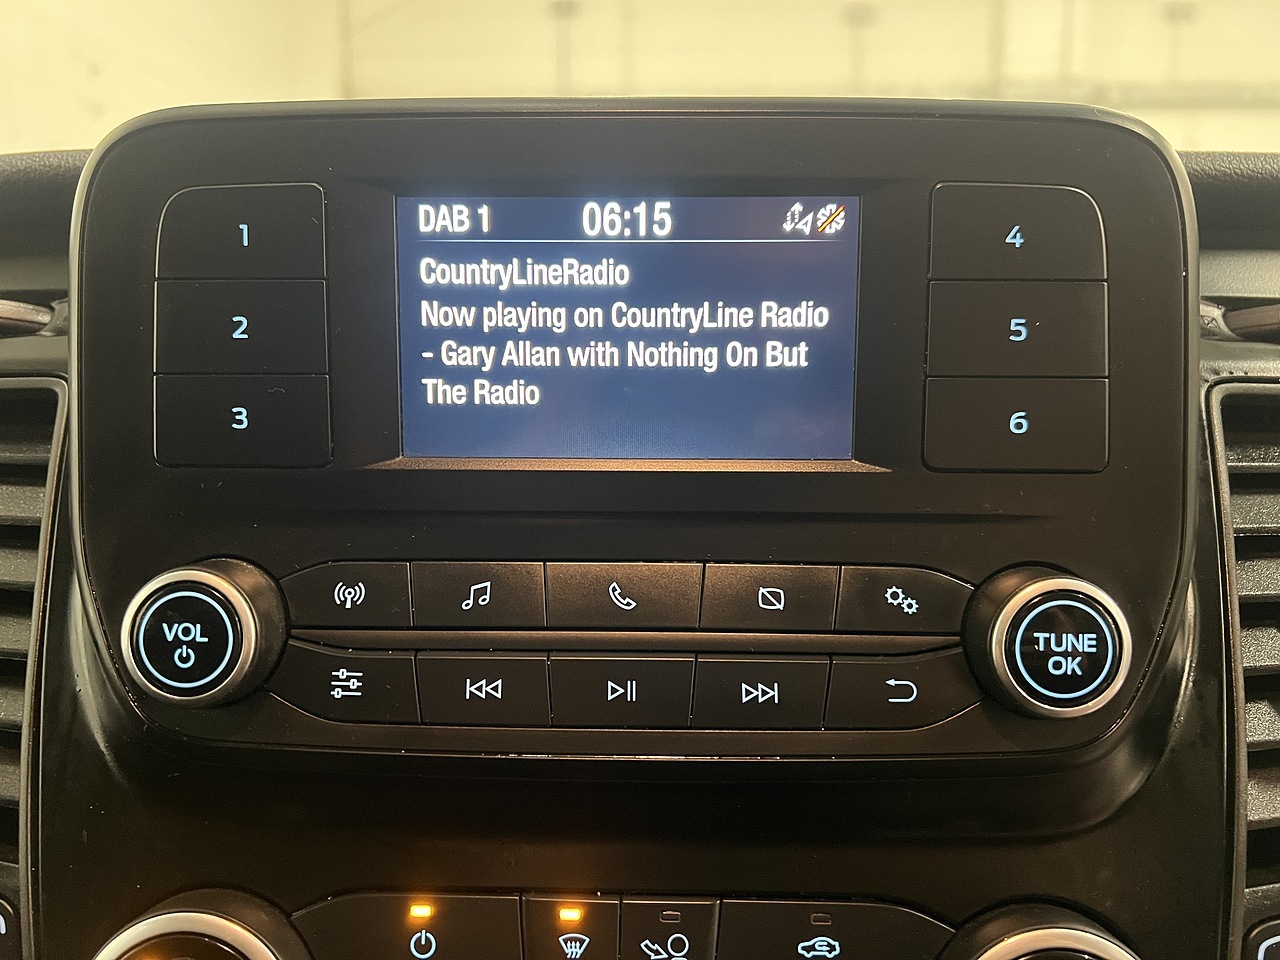 DAB 1 06:15
CountryLineRadio
Now playing on CountryLine Radio
- Gary Allan with Nothing On But
The Radio
1
2
3
4
5
6
VOL
TUNE
OK